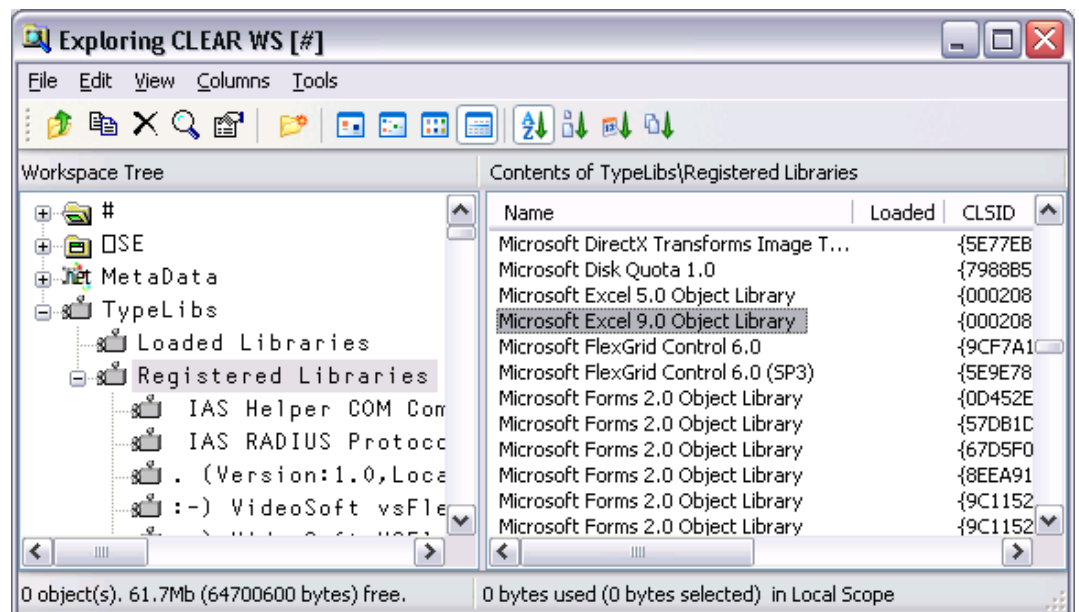 Exploring CLEAR WS [#]
File Edit View Columns Tools
Workspace Tree
#
⎕SE
MetaData
TypeLibs
Loaded Libraries
Registered Libraries
IAS Helper COM Com
IAS RADIUS Protoc
. (Version:1.0,Loca
:-) VideoSoft vsFle
Contents of TypeLibs\Registered Libraries
Name Loaded CLSID
Microsoft DirectX Transforms Image T... {5E77EB
Microsoft Disk Quota 1.0 {7988B5
Microsoft Excel 5.0 Object Library {000208
Microsoft Excel 9.0 Object Library {000208
Microsoft FlexGrid Control 6.0 {9CF7A1
Microsoft FlexGrid Control 6.0 (SP3) {5E9E78
Microsoft Forms 2.0 Object Library {0D452E
Microsoft Forms 2.0 Object Library {57DB1D
Microsoft Forms 2.0 Object Library {67D5F0
Microsoft Forms 2.0 Object Library {8EEA91
Microsoft Forms 2.0 Object Library {9C1152
Microsoft Forms 2.0 Object Library {9C1152
0 object(s). 61.7Mb (64700600 bytes) free.
0 bytes used (0 bytes selected) in Local Scope